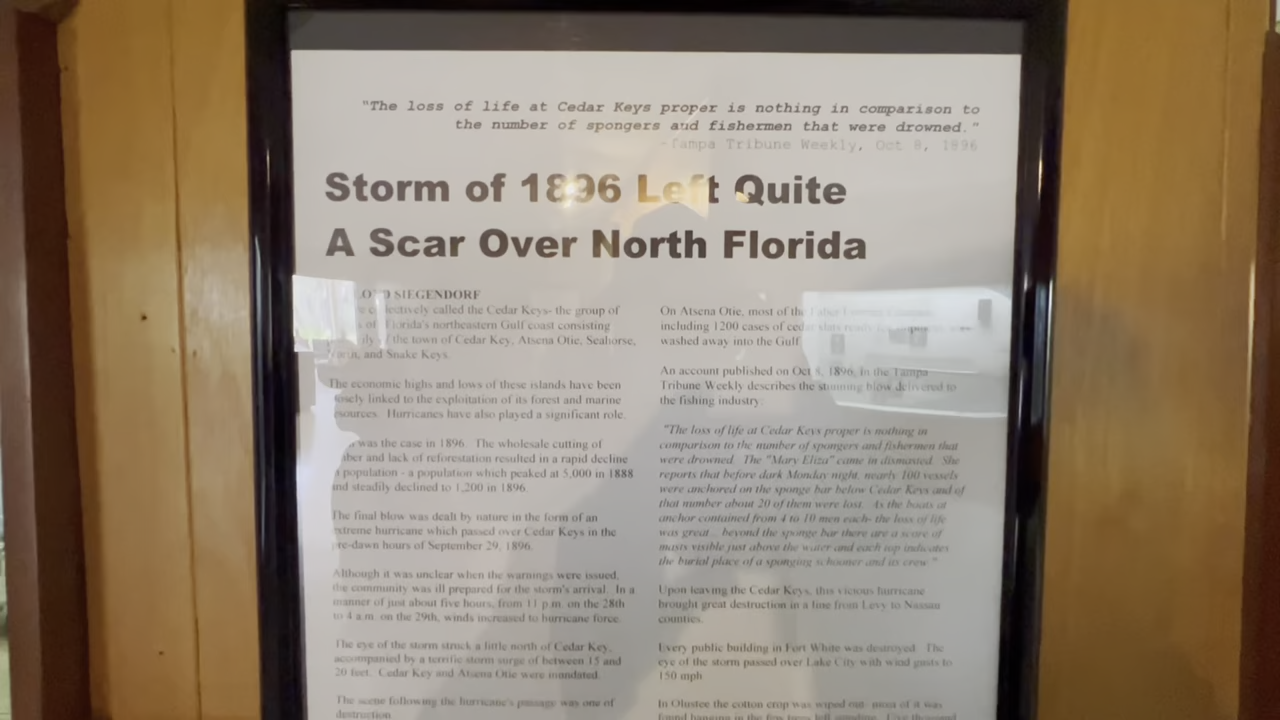 "The loss of life at Cedar Keys proper is nothing in comparison to
the number of spongers and fishermen that were drowned."
-Tampa Tribune Weekly, Oct 8, 1896
Storm of 1896 Left Quite
A Scar Over North Florida
SIEGENDORF
collectively called the Cedar Keys- the group of
of Florida's northeastern Gulf coast consisting
the town of Cedar Key, Atsena Otie, Seahorse,
and Snake Keys.
The economic highs and lows of these islands have been
closely linked to the exploitation of its forest and marine
resources. Hurricanes have also played a significant role.
was the case in 1896. The wholesale cutting of
and lack of reforestation resulted in a rapid decline
population - a population which peaked at 5,000 in 1888
and steadily declined to 1,200 in 1896.
The final blow was dealt by nature in the form of an
extreme hurricane which passed over Cedar Keys in the
pre-dawn hours of September 29, 1896.
Although it was unclear when the warnings were issued,
the community was ill prepared for the storm's arrival. In a
manner of just about five hours, from 11 p.m. on the 28th
to 4 a.m. on the 29th, winds increased to hurricane force.
The eye of the storm struck a little north of Cedar Key,
accompanied by a terrific storm surge of between 15 and
20 feet. Cedar Key and Atsena Otie were inundated.
The scene following the hurricane's passage was one of
destruction
On Atsena Otie, most of the
including 1200 cases of cedar slats ready for
washed away into the Gulf
An account published on Oct 8, 1896, in the Tampa
Tribune Weekly describes the stunning blow delivered to
the fishing industry:
"The loss of life at Cedar Keys proper is nothing in
comparison to the number of spongers and fishermen that
were drowned. The "Mary Eliza" came in dismasted. She
reports that before dark Monday night, nearly 100 vessels
were anchored on the sponge bar below Cedar Keys and of
that number about 20 of them were lost. As the boats at
anchor contained from 4 to 10 men each- the loss of life
was great... beyond the sponge bar there are a score of
masts visible just above the water and each top indicates
the burial place of a sponging schooner and its crew."
Upon leaving the Cedar Keys, this vicious hurricane
brought great destruction in a line from Levy to Nassau
counties.
Every public building in Fort White was destroyed. The
eye of the storm passed over Lake City with wind gusts to
150 mph
In Olustee the cotton crop was wiped out- most of it was
found hanging in the few trees left standing. Five thousand